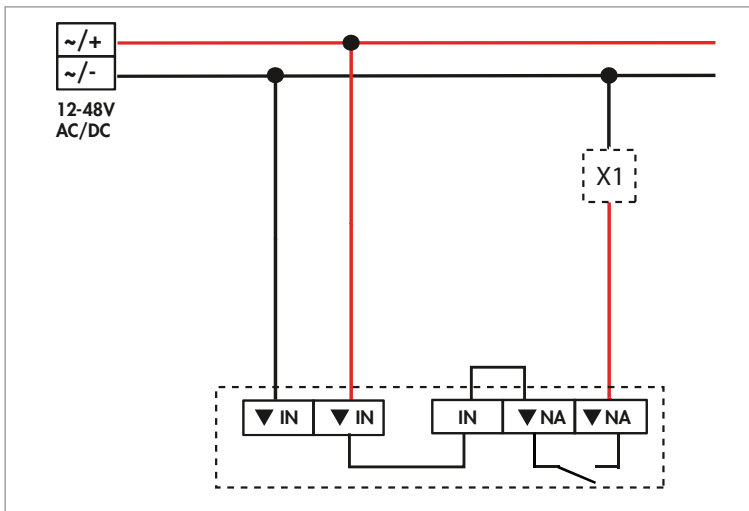 ~/+
~/-
12-48V
AC/DC
X1
▼ IN
▼ IN
IN
▼ NA
▼ NA